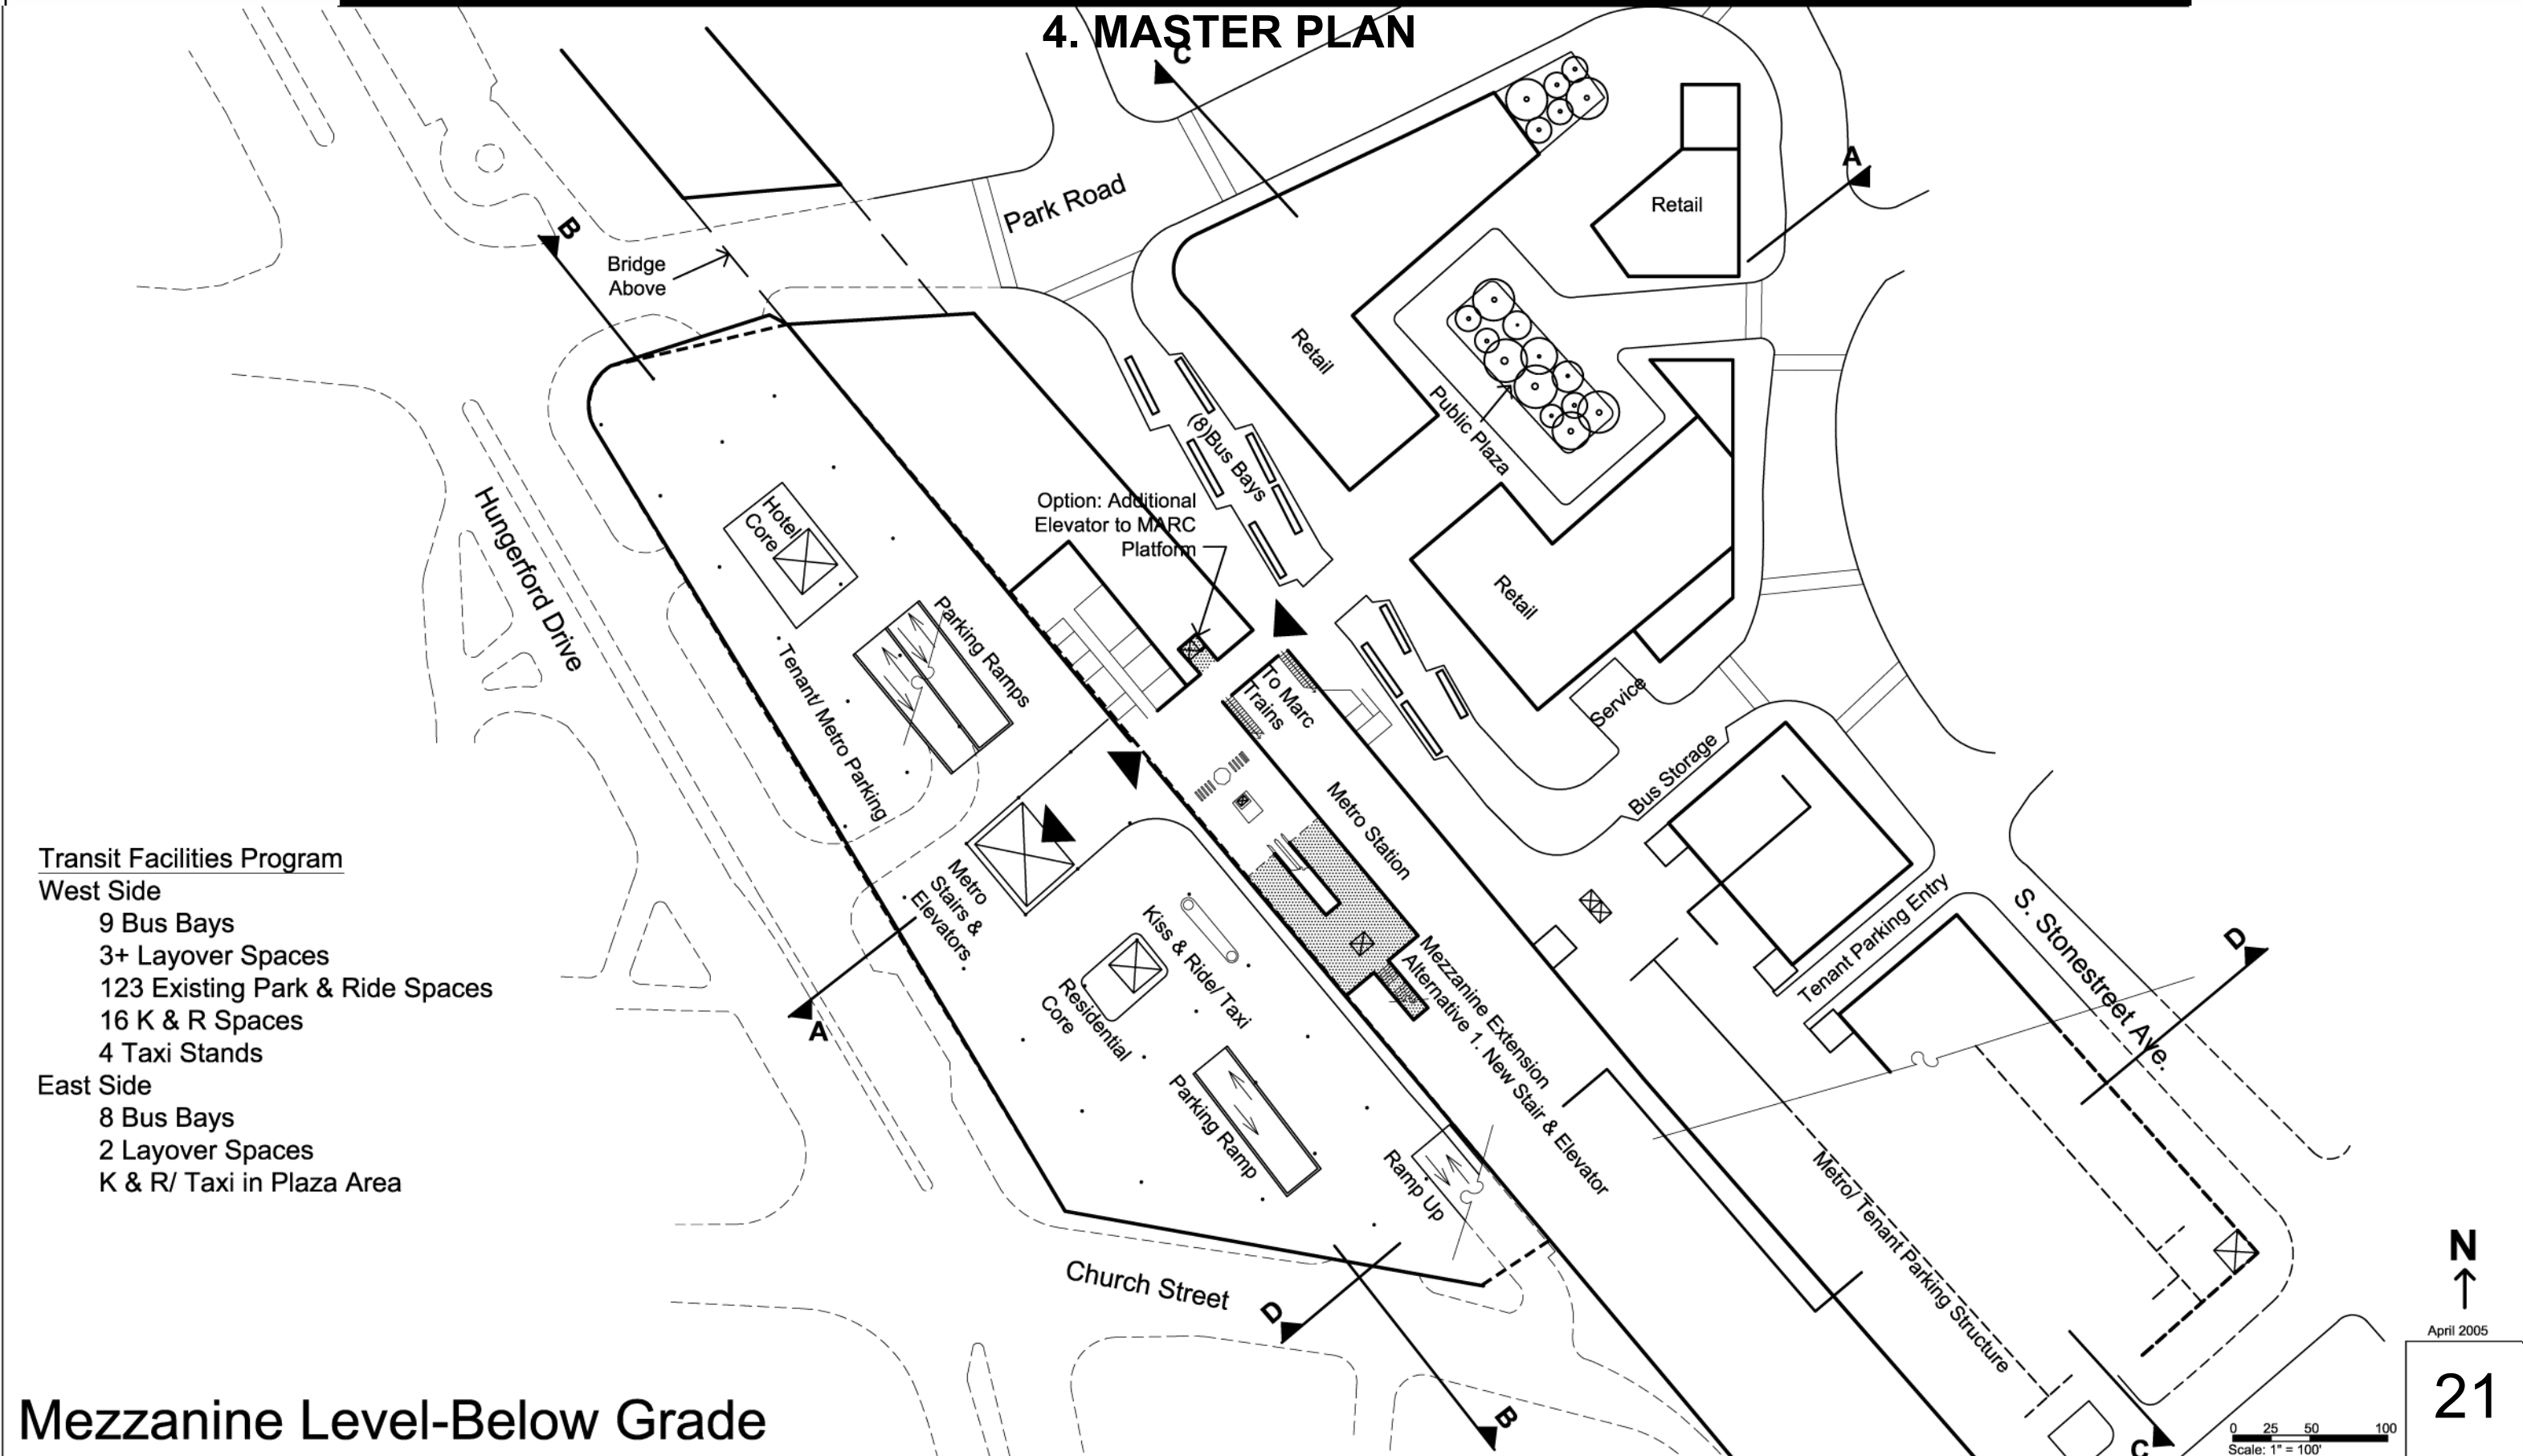 4. MASTER PLAN
C
A
B
Park Road
Retail
Bridge
Above
Retail
Public Plaza
(8)Bus Bays
Option: Additional
Elevator to MARC
Platform
Hungerford Drive
Hotel
Core
Parking Ramps
Tenant/ Metro Parking
To Marc
Trains
Retail
Service
Bus Storage
Metro Station
Metro
Stairs &
Elevators
Kiss & Ride/ Taxi
Residential
Core
Parking Ramp
Ramp Up
Mezzanine Extension
Alternative 1. New Stair & Elevator
Tenant Parking Entry
S. Stonestreet Ave.
D
A
Metro/ Tenant Parking Structure
Church Street
D
B
C
Transit Facilities Program
West Side
9 Bus Bays
3+ Layover Spaces
123 Existing Park & Ride Spaces
16 K & R Spaces
4 Taxi Stands
East Side
8 Bus Bays
2 Layover Spaces
K & R/ Taxi in Plaza Area
N
April 2005
21
0 25 50 100
Scale: 1" = 100'
Mezzanine Level-Below Grade